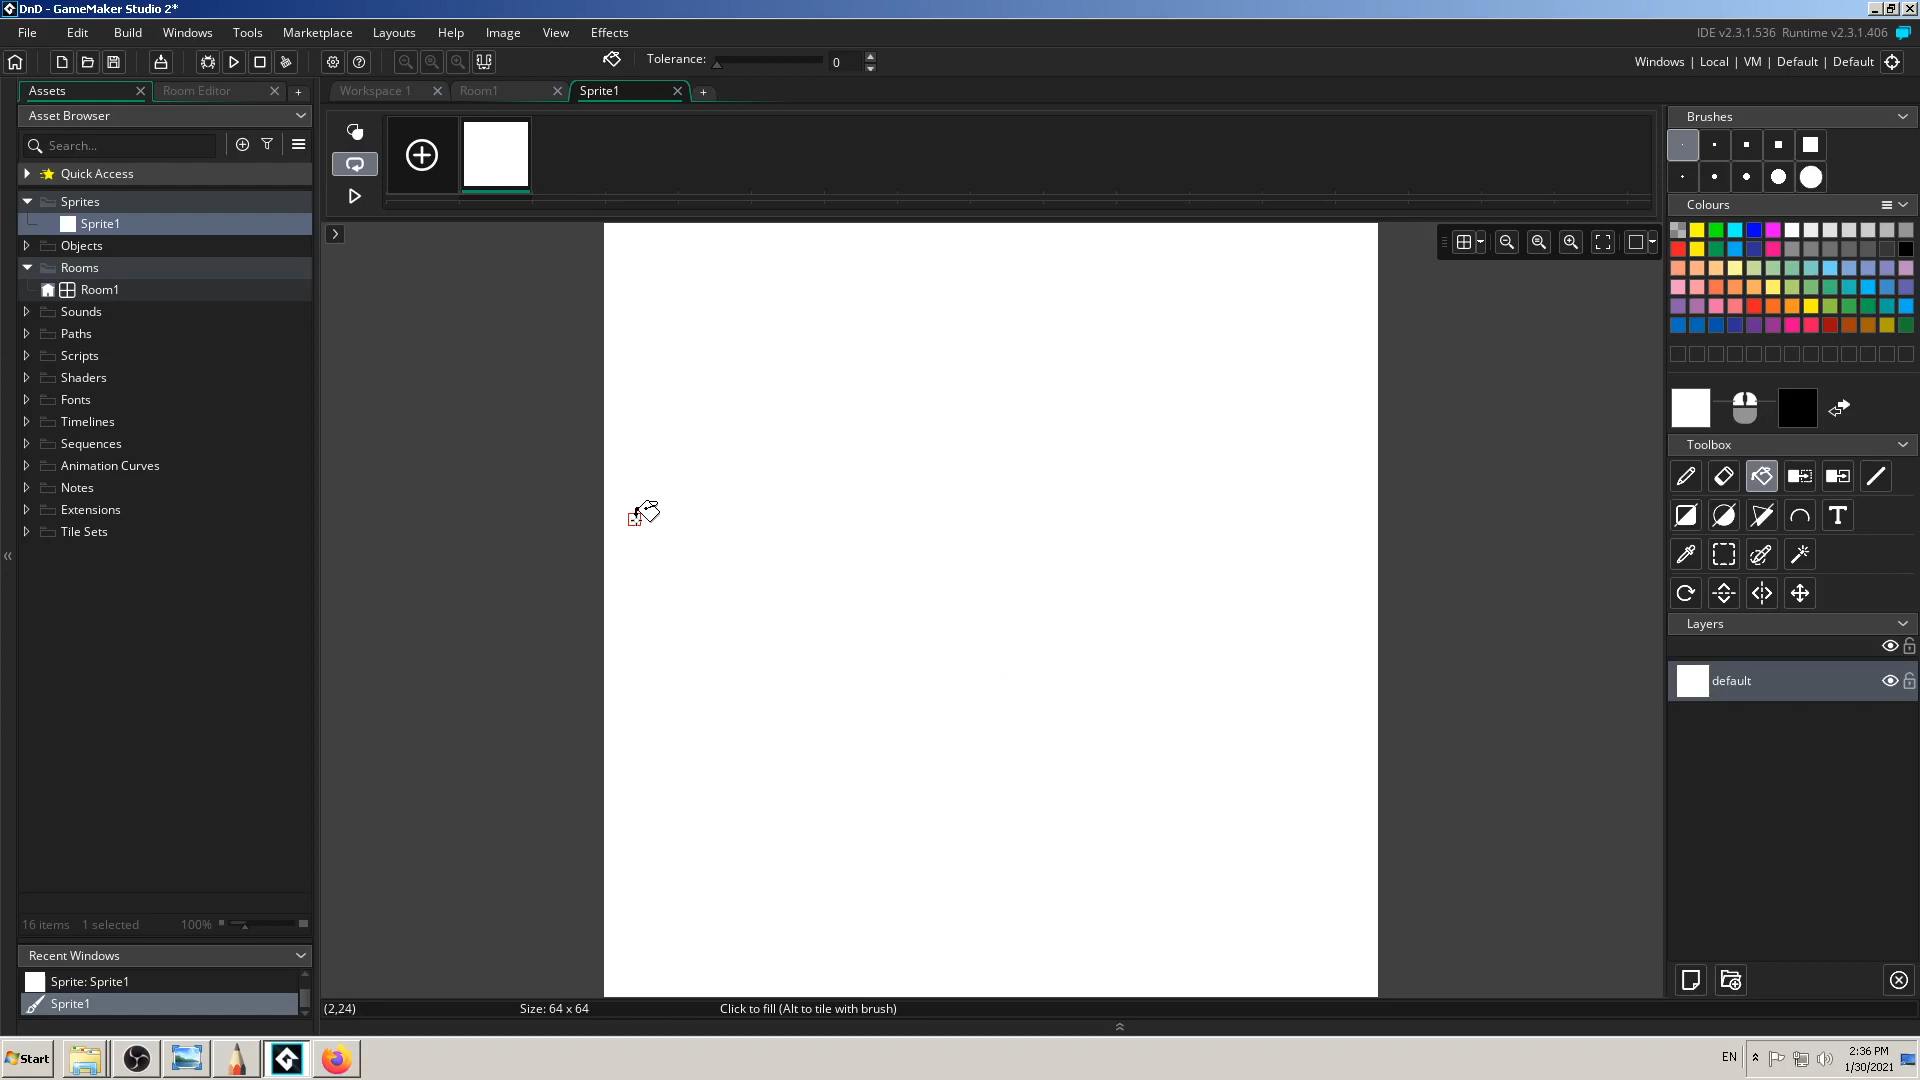 DnD - GameMaker Studio 2*
File Edit Build Windows Tools Marketplace Layouts Help Image View Effects
IDE v2.3.1.536 Runtime v2.3.1.406
Tolerance: 0
Windows | Local | VM | Default | Default
Assets
Room Editor
Workspace 1
Room1
Sprite1
Asset Browser
Search...
Quick Access
Sprites
Sprite1
Objects
Rooms
Room1
Sounds
Paths
Scripts
Shaders
Fonts
Timelines
Sequences
Animation Curves
Notes
Extensions
Tile Sets
16 items 1 selected 100%
Recent Windows
Sprite: Sprite1
Sprite1
Brushes
Colours
Toolbox
T
Layers
default
(2,24) Size: 64 x 64 Click to fill (Alt to tile with brush)
Start
EN
2:36 PM
1/30/2021